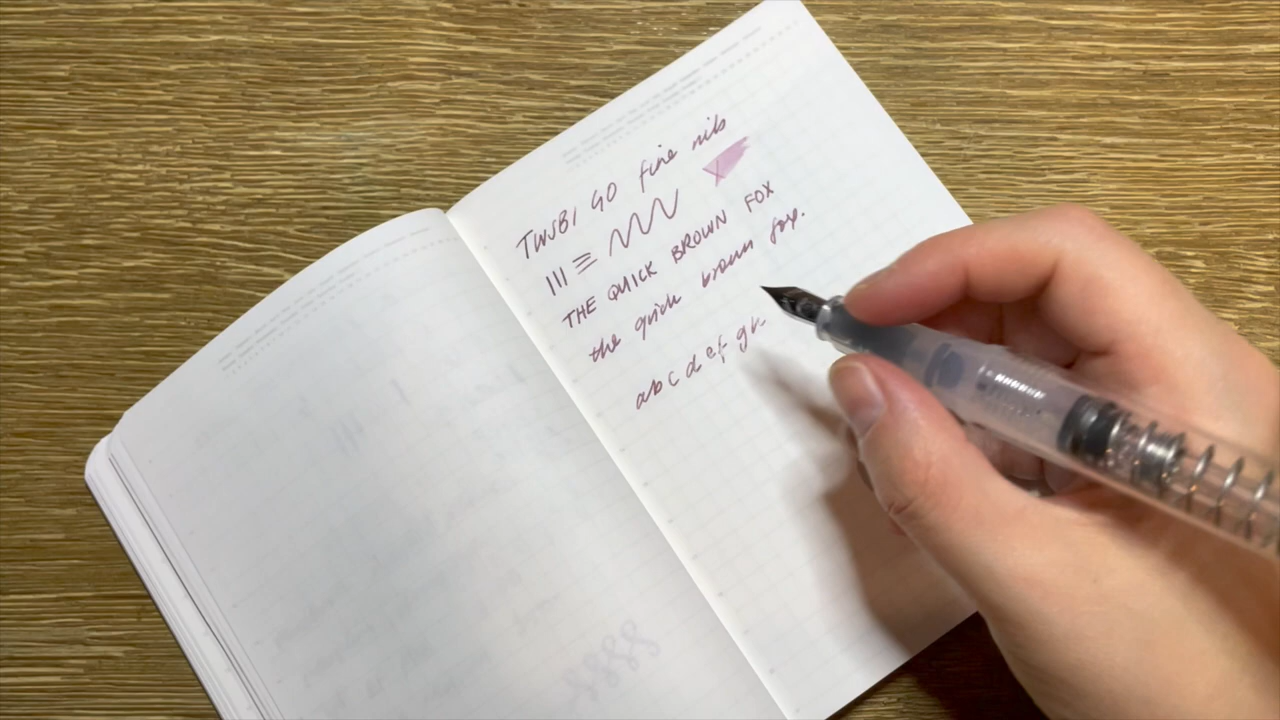 TWSBI GO fine nib
THE QUICK BROWN FOX
the quick brown fox.
abcdefgh